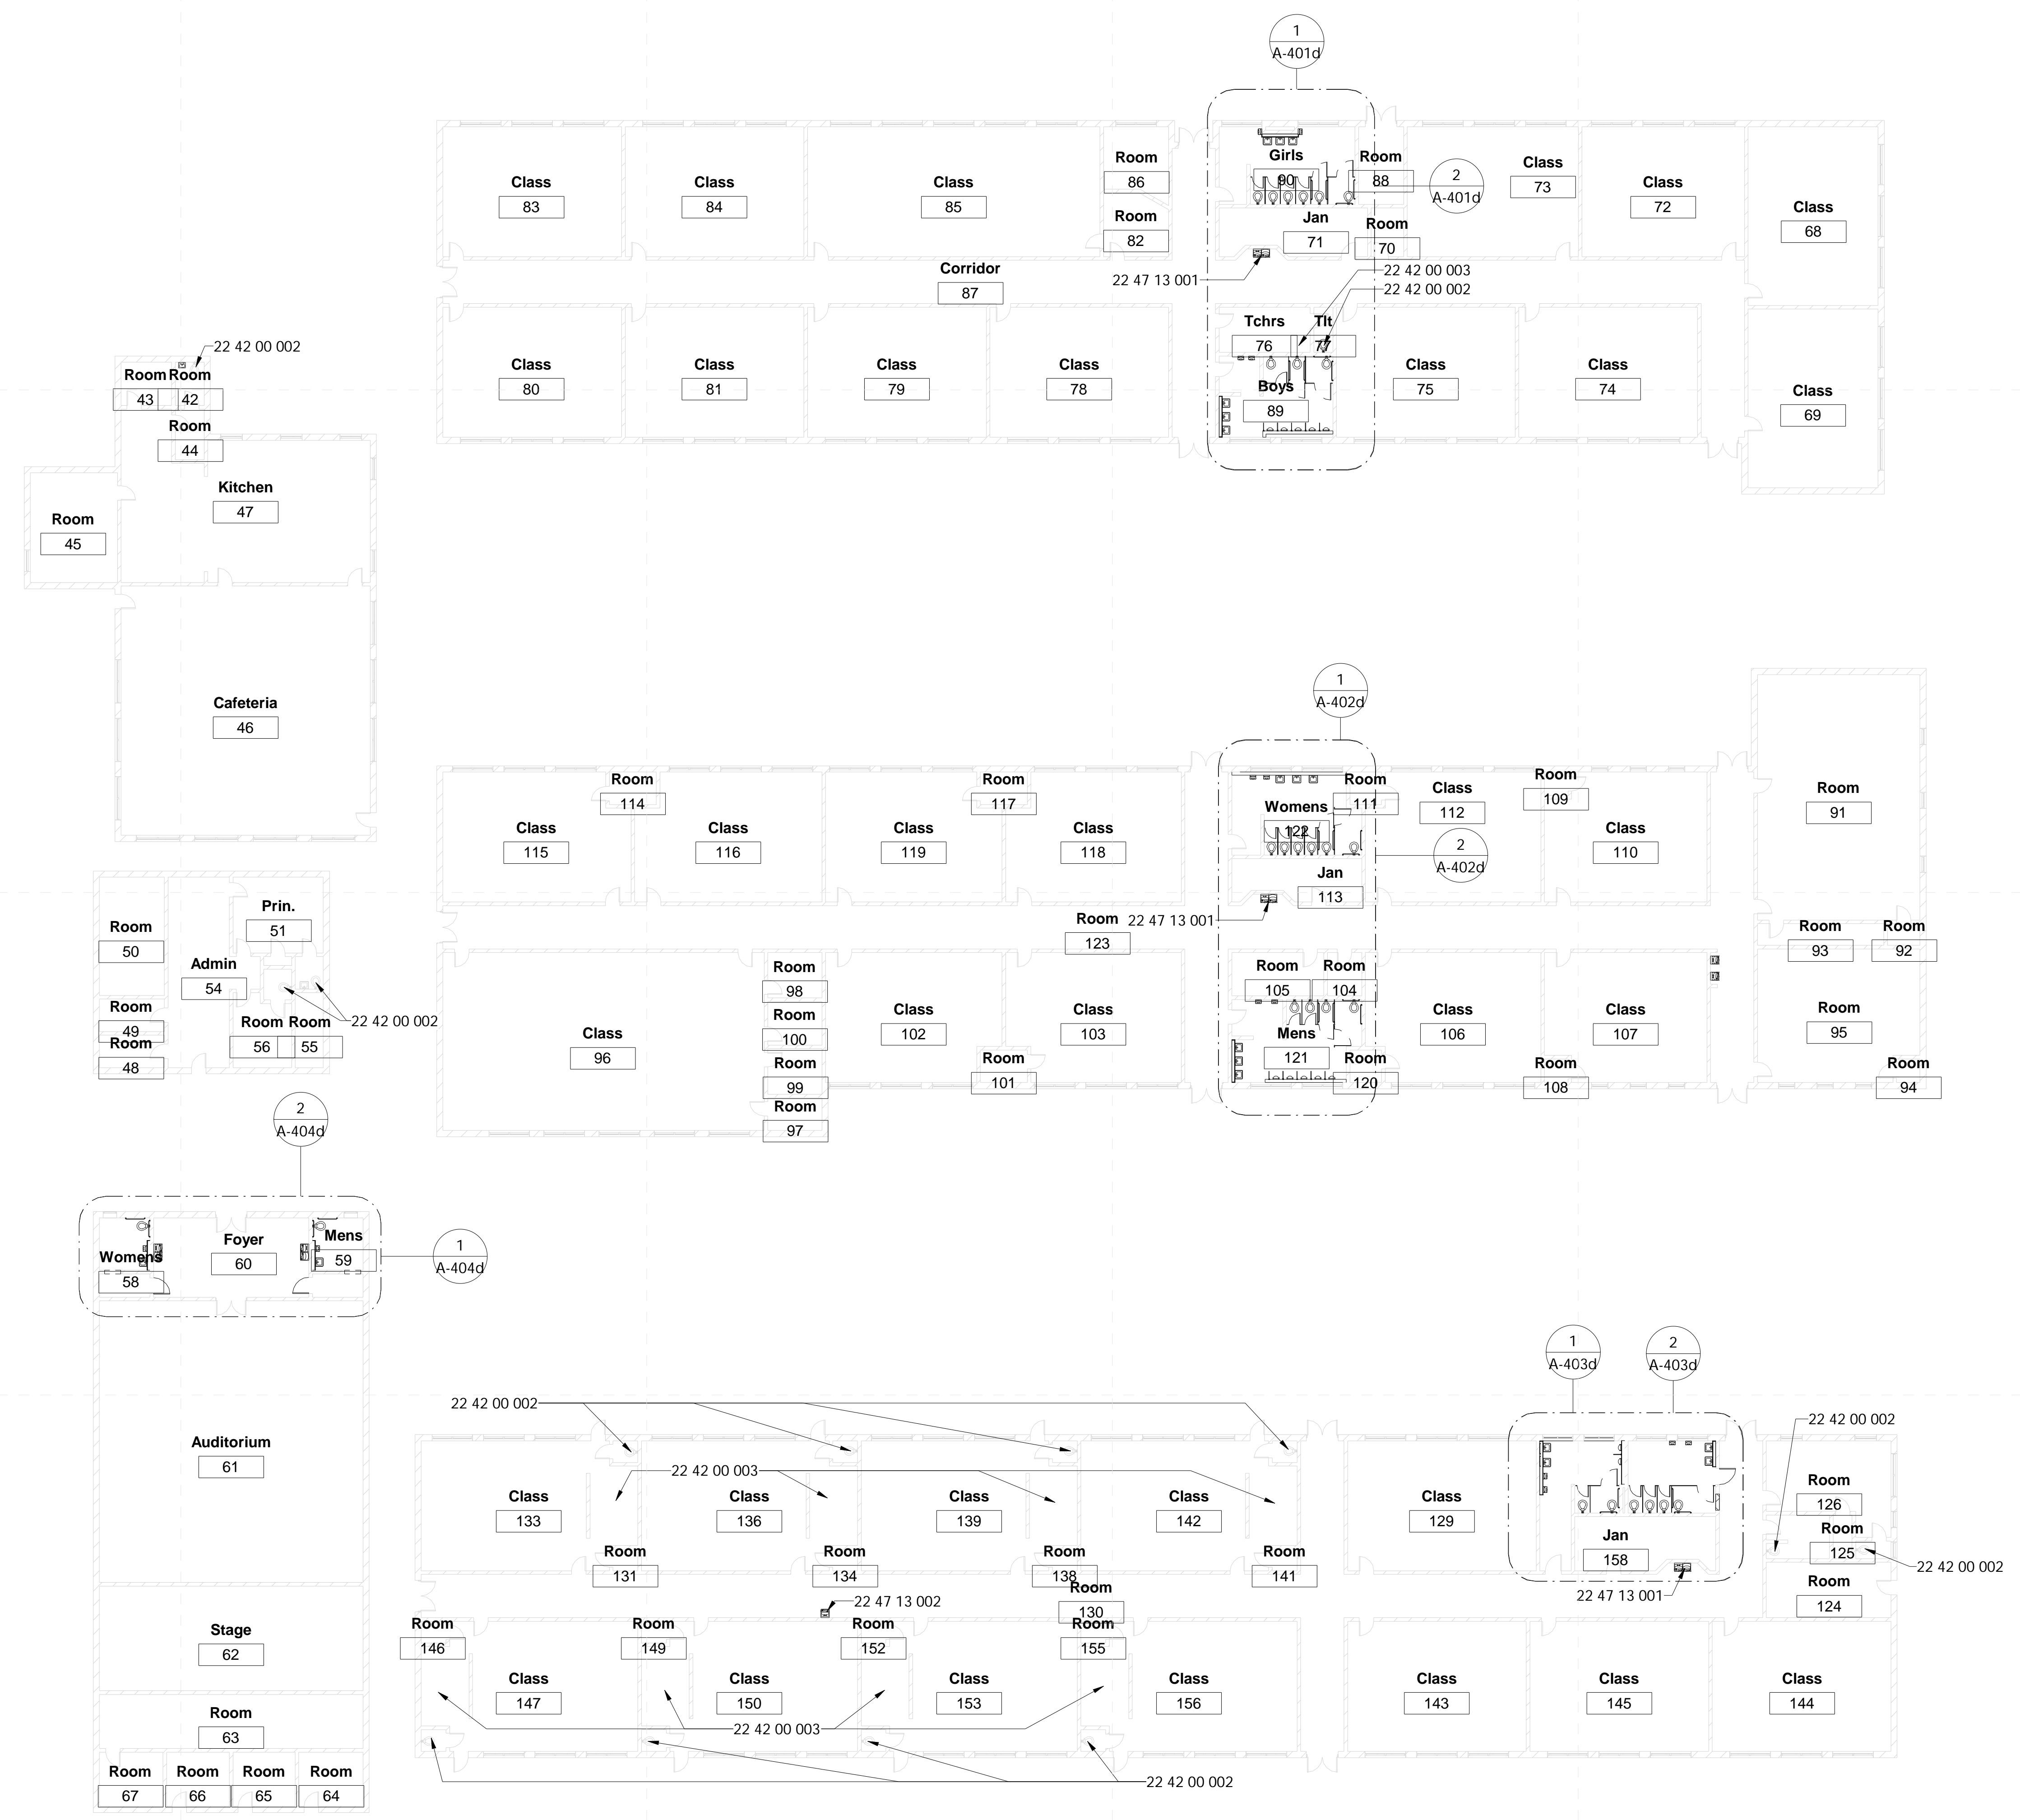 1
A-401d
Girls
90
Room
88
2
A-401d
Room
86
Class
73
Class
72
Class
83
Class
84
Class
85
Class
68
Room
82
Jan
71
Room
70
22 47 13 001
22 42 00 003
22 42 00 002
Corridor
87
Tchrs
76
Tlt
77
Boys
89
Class
80
Class
81
Class
79
Class
78
Class
75
Class
74
Class
69
22 42 00 002
Room
43
Room
42
Room
44
Kitchen
47
Room
45
Cafeteria
46
1
A-402d
Room
114
Room
117
Womens
122
Room
111
Class
112
Room
109
Room
91
Class
115
Class
116
Class
119
Class
118
2
A-402d
Class
110
Jan
113
22 47 13 001
Room
123
Prin.
51
Room
50
Admin
54
22 42 00 002
Room
49
Room
48
Room
56
Room
55
Room
93
Room
92
Room
98
Room
100
Room
99
Room
97
Class
96
Class
102
Class
103
Room
101
Room
105
Room
104
Mens
121
Room
120
Class
106
Class
107
Room
108
Room
95
Room
94
2
A-404d
Womens
58
Foyer
60
Mens
59
1
A-404d
Auditorium
61
Stage
62
Room
63
Room
67
Room
66
Room
65
Room
64
1
A-403d
2
A-403d
22 42 00 002
22 42 00 002
22 42 00 003
Class
133
Class
136
Class
139
Class
142
Class
129
Room
126
Room
125
22 42 00 002
Jan
158
22 47 13 001
Room
124
Room
131
Room
134
Room
138
Room
141
Room
130
22 47 13 002
Room
146
Room
149
Room
152
Room
155
Class
147
Class
150
Class
153
Class
156
Class
143
Class
145
Class
144
22 42 00 003
22 42 00 002